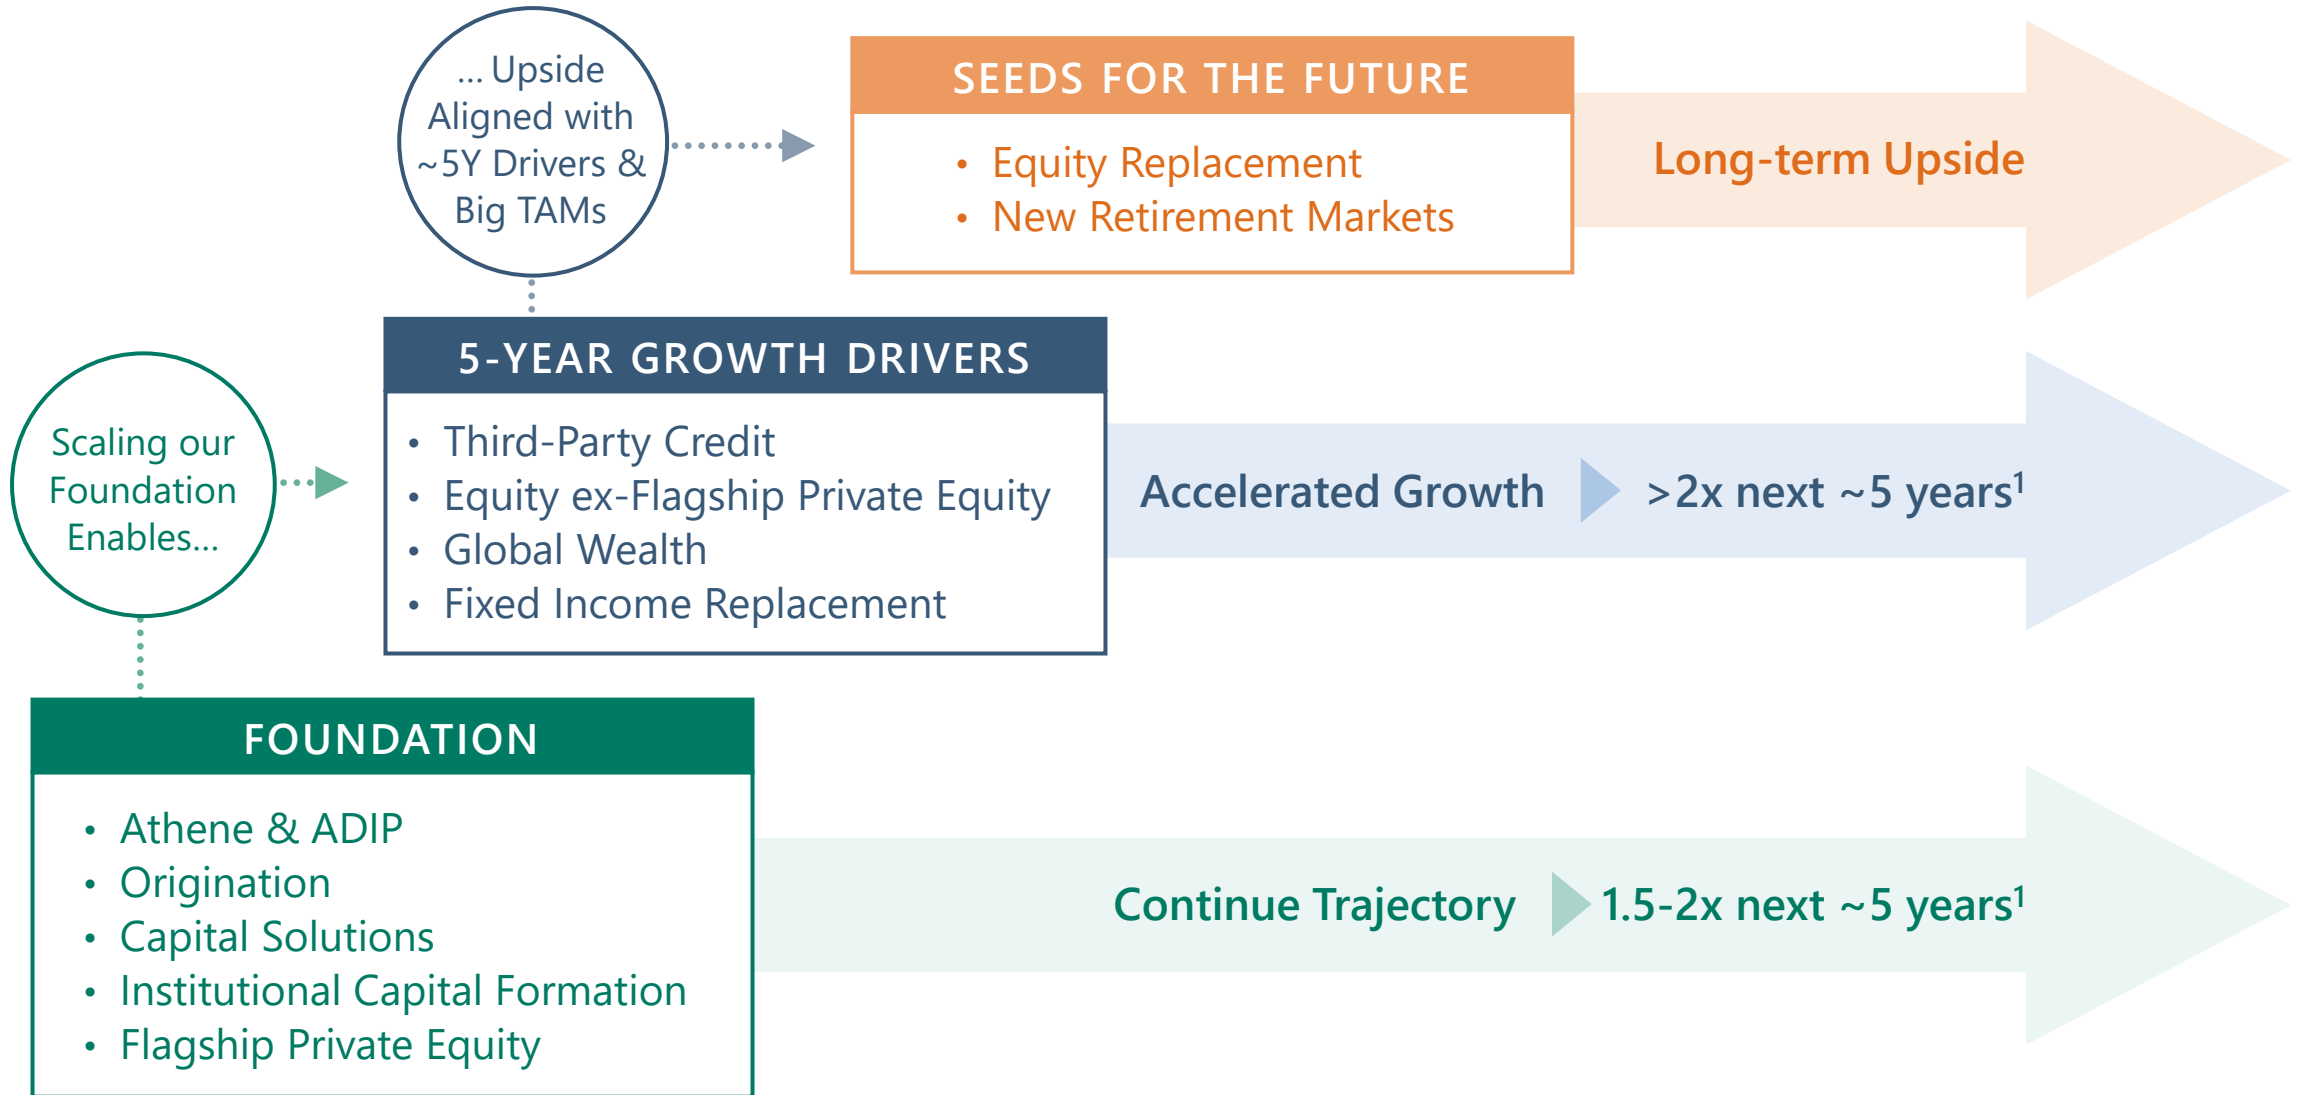 ... Upside
Aligned with
~5Y Drivers &
Big TAMs
SEEDS FOR THE FUTURE
• Equity Replacement
• New Retirement Markets
Long-term Upside
Scaling our
Foundation
Enables...
5-YEAR GROWTH DRIVERS
• Third-Party Credit
• Equity ex-Flagship Private Equity
• Global Wealth
• Fixed Income Replacement
Accelerated Growth
>2x next ~5 years¹
FOUNDATION
• Athene & ADIP
• Origination
• Capital Solutions
• Institutional Capital Formation
• Flagship Private Equity
Continue Trajectory
1.5-2x next ~5 years¹